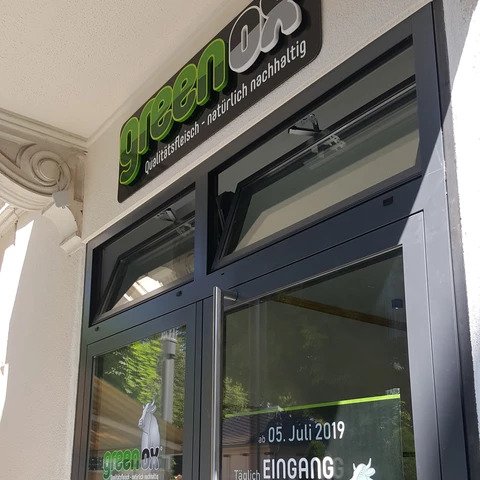 greenox
Qualitätsfleisch - natürlich nachhaltig
greenox
ab 05. Juli 2019
Täglich EINGANG